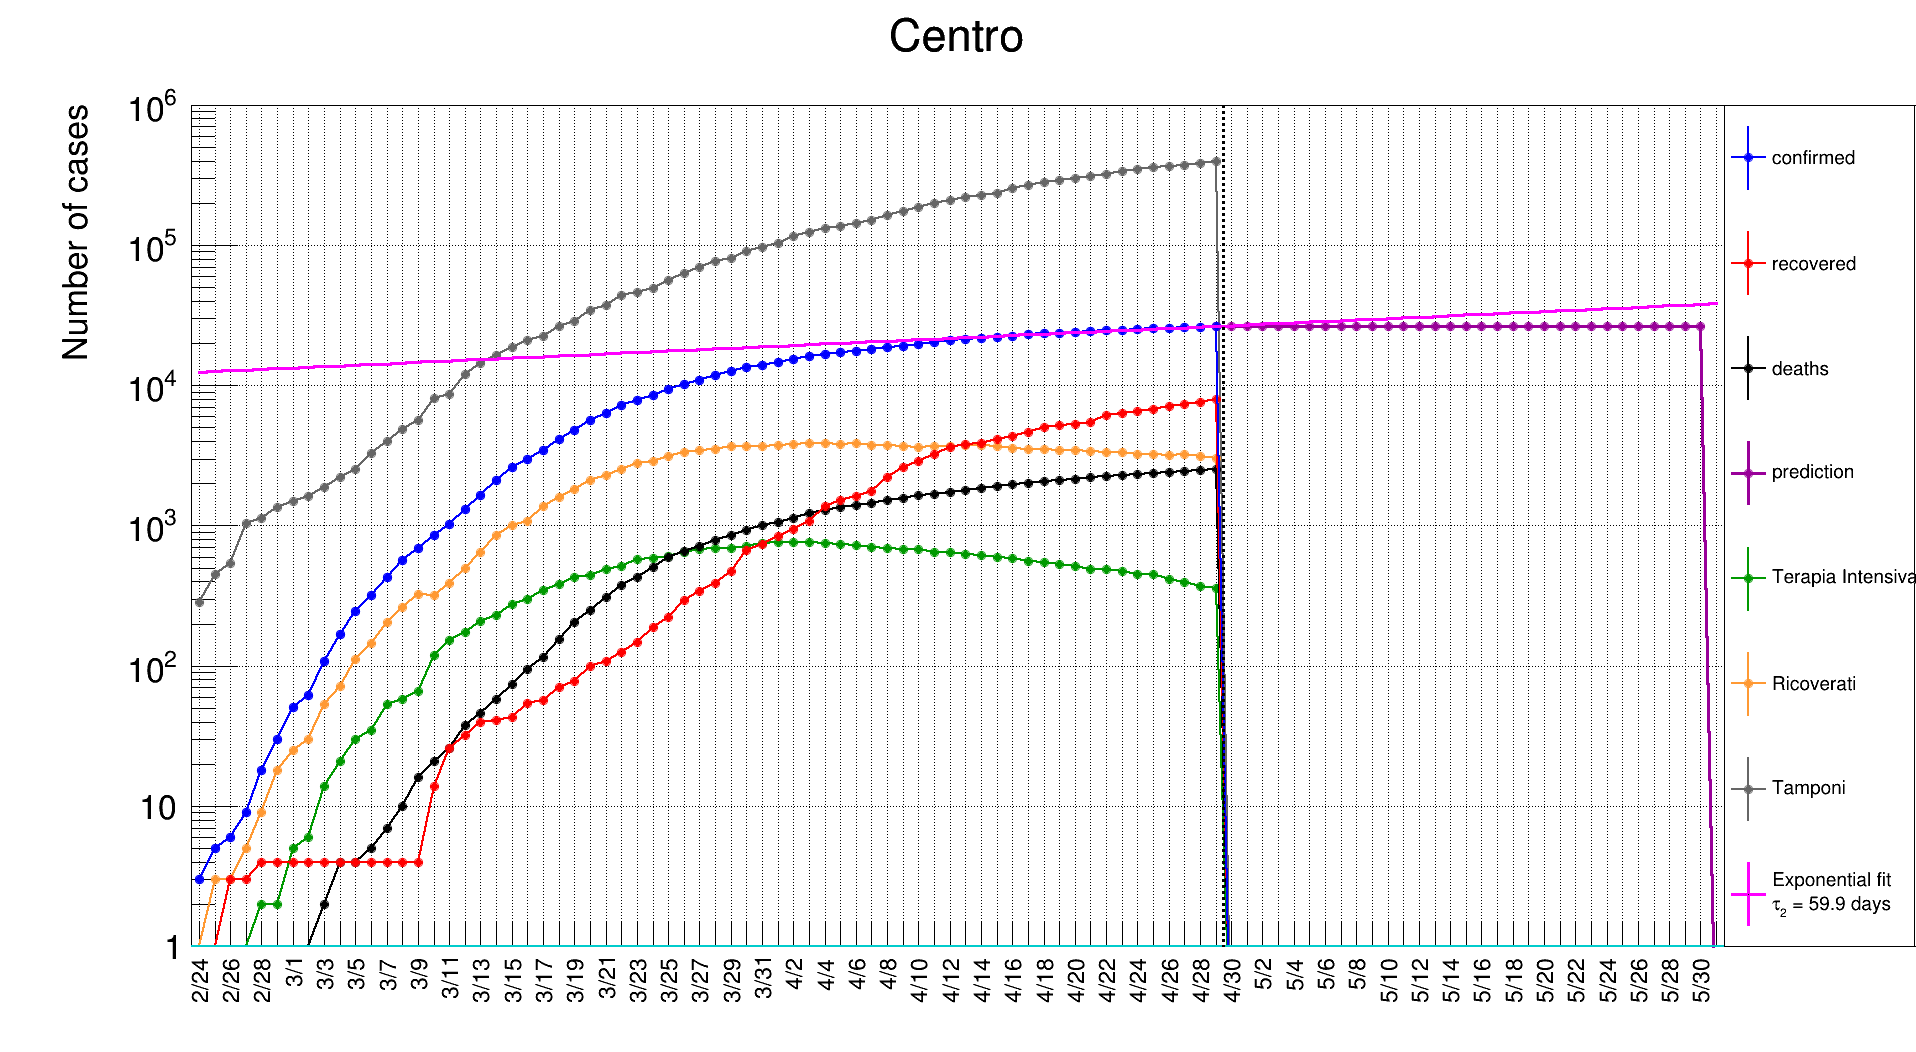 Centro
Number of cases
10^6
10^5
10^4
10^3
10^2
10
1
2/24 2/26 2/28 3/1 3/3 3/5 3/7 3/9 3/11 3/13 3/15 3/17 3/19 3/21 3/23 3/25 3/27 3/29 3/31 4/2 4/4 4/6 4/8 4/10 4/12 4/14 4/16 4/18 4/20 4/22 4/24 4/26 4/28 4/30 5/2 5/4 5/6 5/8 5/10 5/12 5/14 5/16 5/18 5/20 5/22 5/24 5/26 5/28 5/30
confirmed
recovered
deaths
prediction
Terapia Intensiva
Ricoverati
Tamponi
Exponential fit
τ₂ = 59.9 days